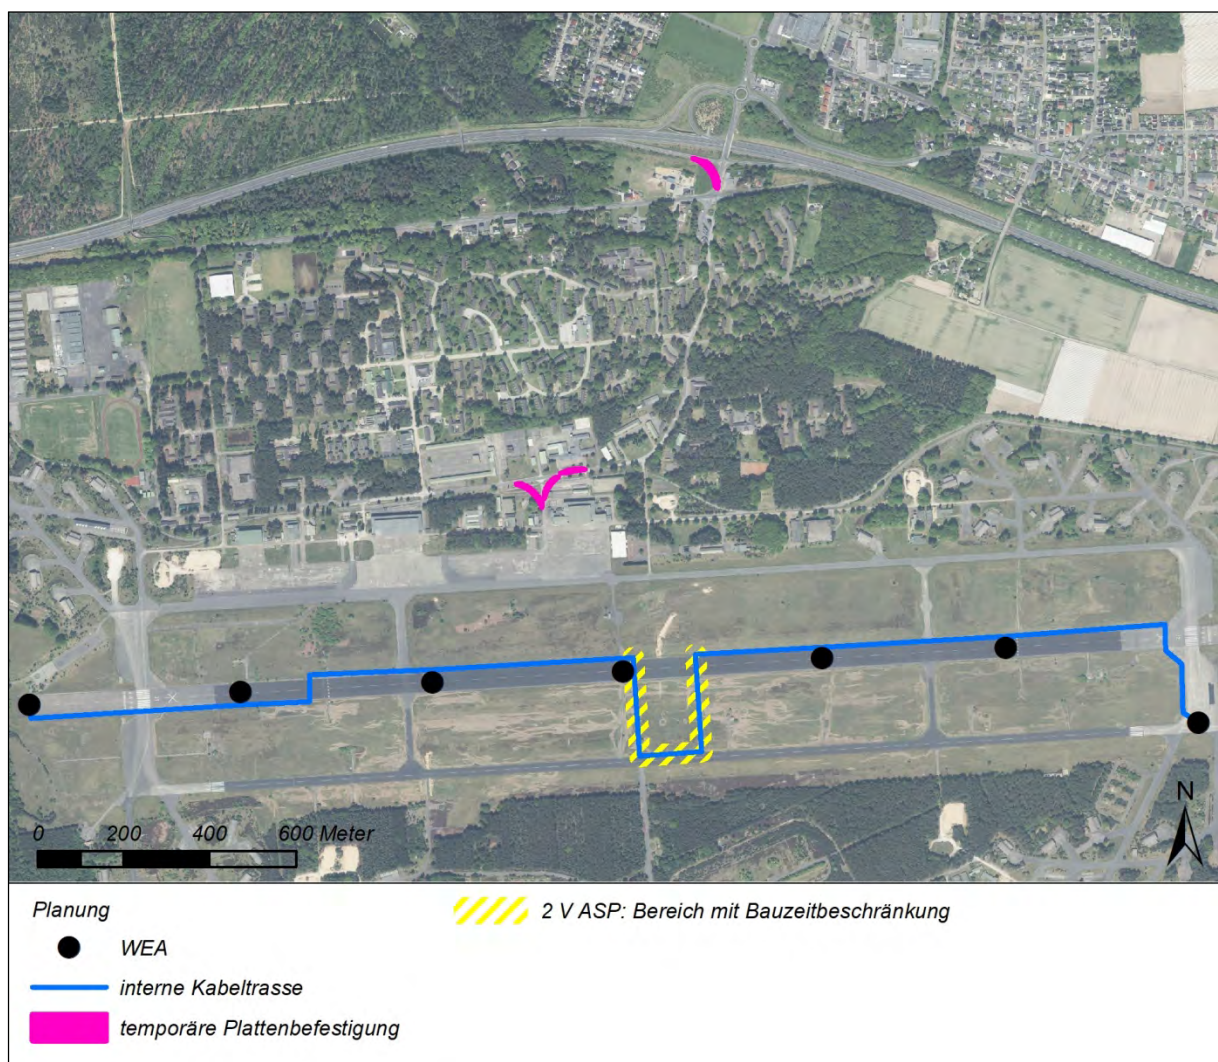 N
0 200 400 600 Meter
Planung
2 V ASP: Bereich mit Bauzeitbeschränkung
WEA
interne Kabeltrasse
temporäre Plattenbefestigung